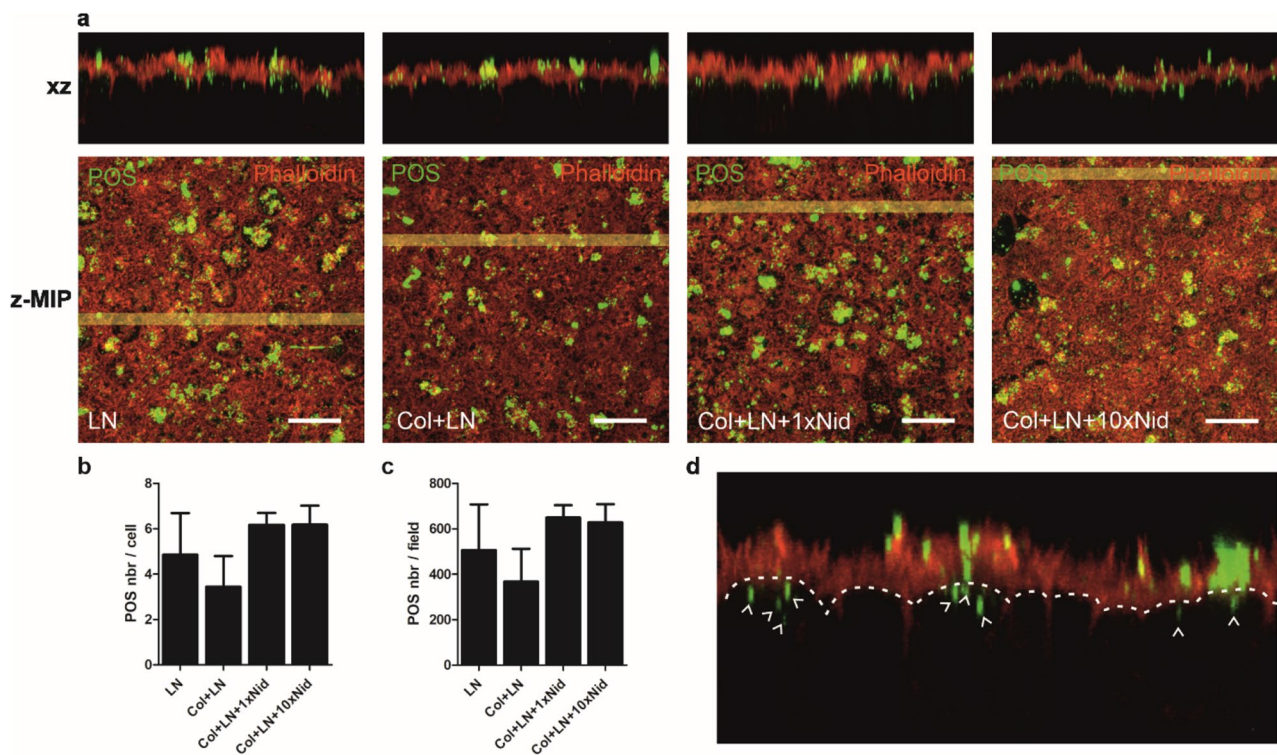 a
xz
z-MIP
POS Phalloidin
LN
POS Phalloidin
Col+LN
POS Phalloidin
Col+LN+1xNid
POS Phalloidin
Col+LN+10xNid
b
POS nbr / cell
8
6
4
2
0
LN
Col+LN
Col+LN+1xNid
Col+LN+10xNid
c
POS nbr / field
800
600
400
200
0
LN
Col+LN
Col+LN+1xNid
Col+LN+10xNid
d